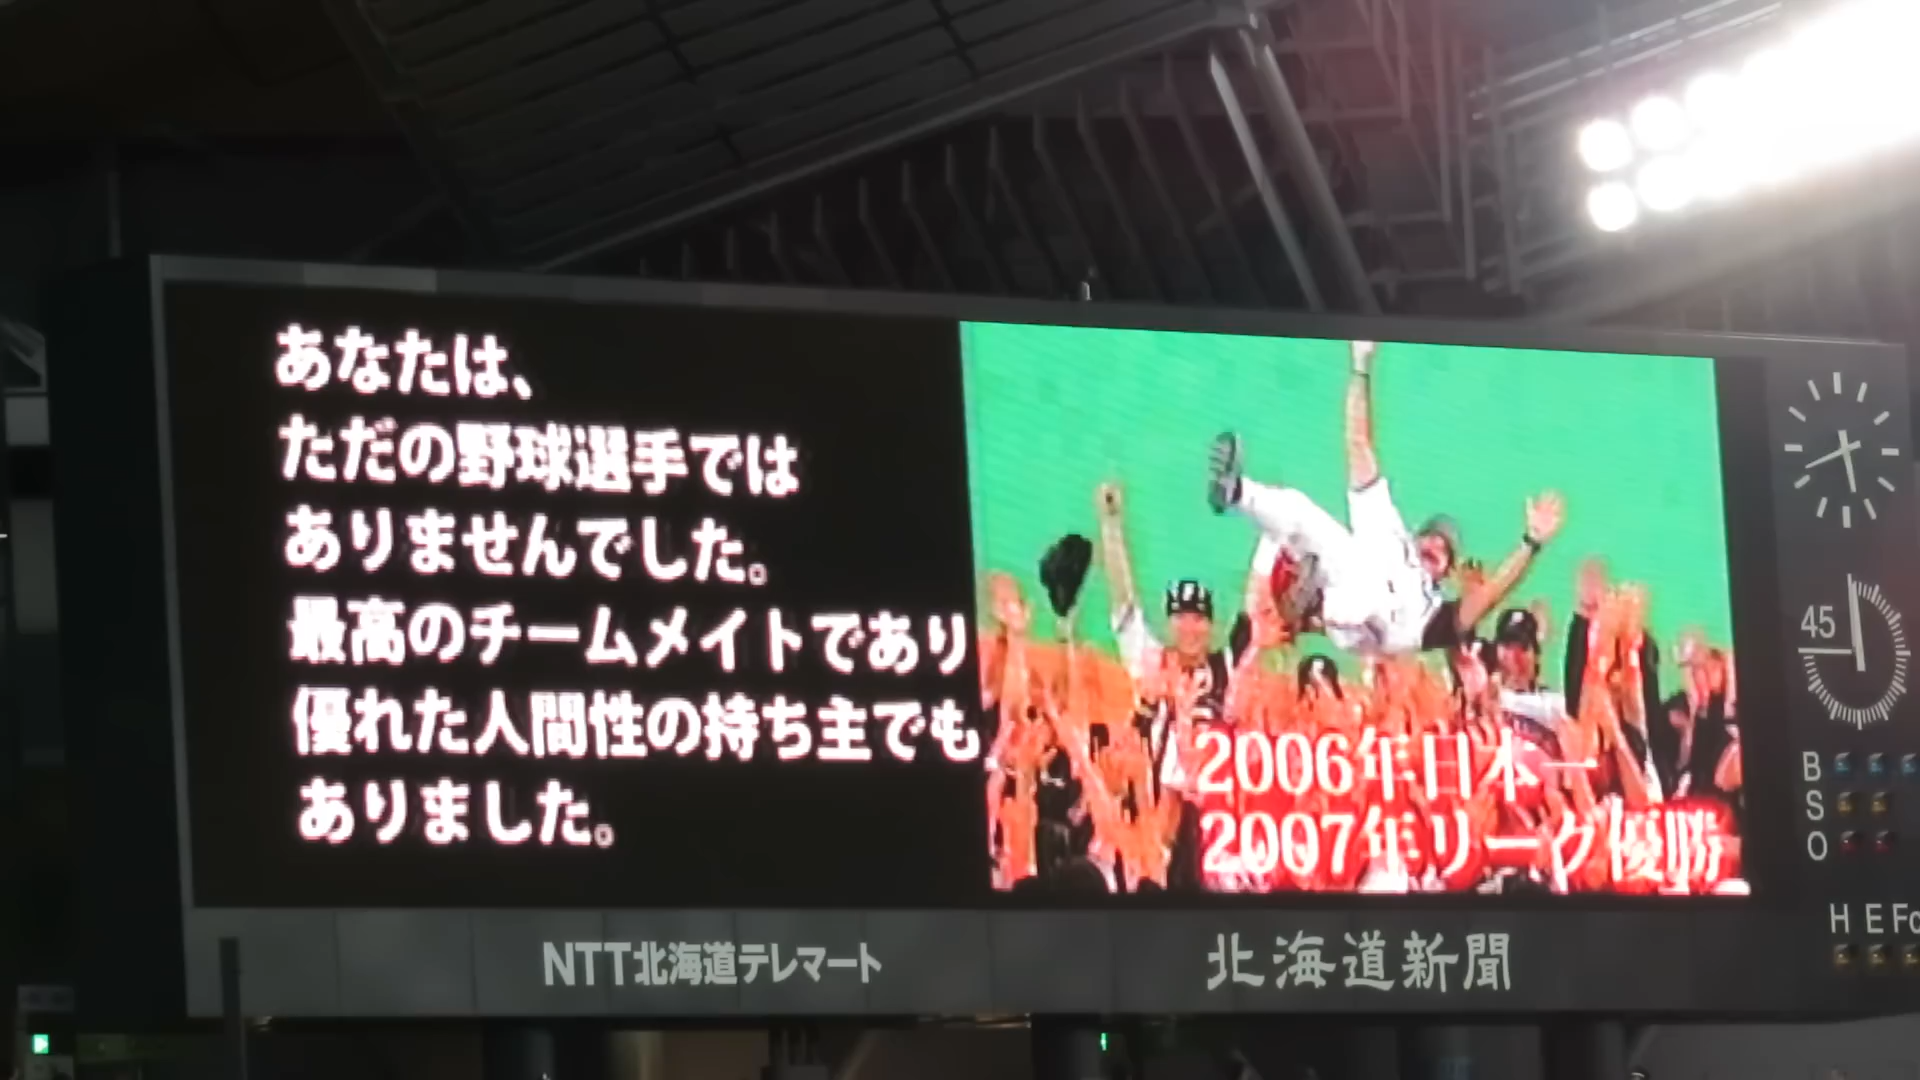 あなたは、
ただの野球選手では
ありませんでした。
最高のチームメイトであり
優れた人間性の持ち主でも
ありました。
2006年日本一
2007年リーグ優勝
45
B
S
O
H E Fc
NTT北海道テレマート
北海道新聞